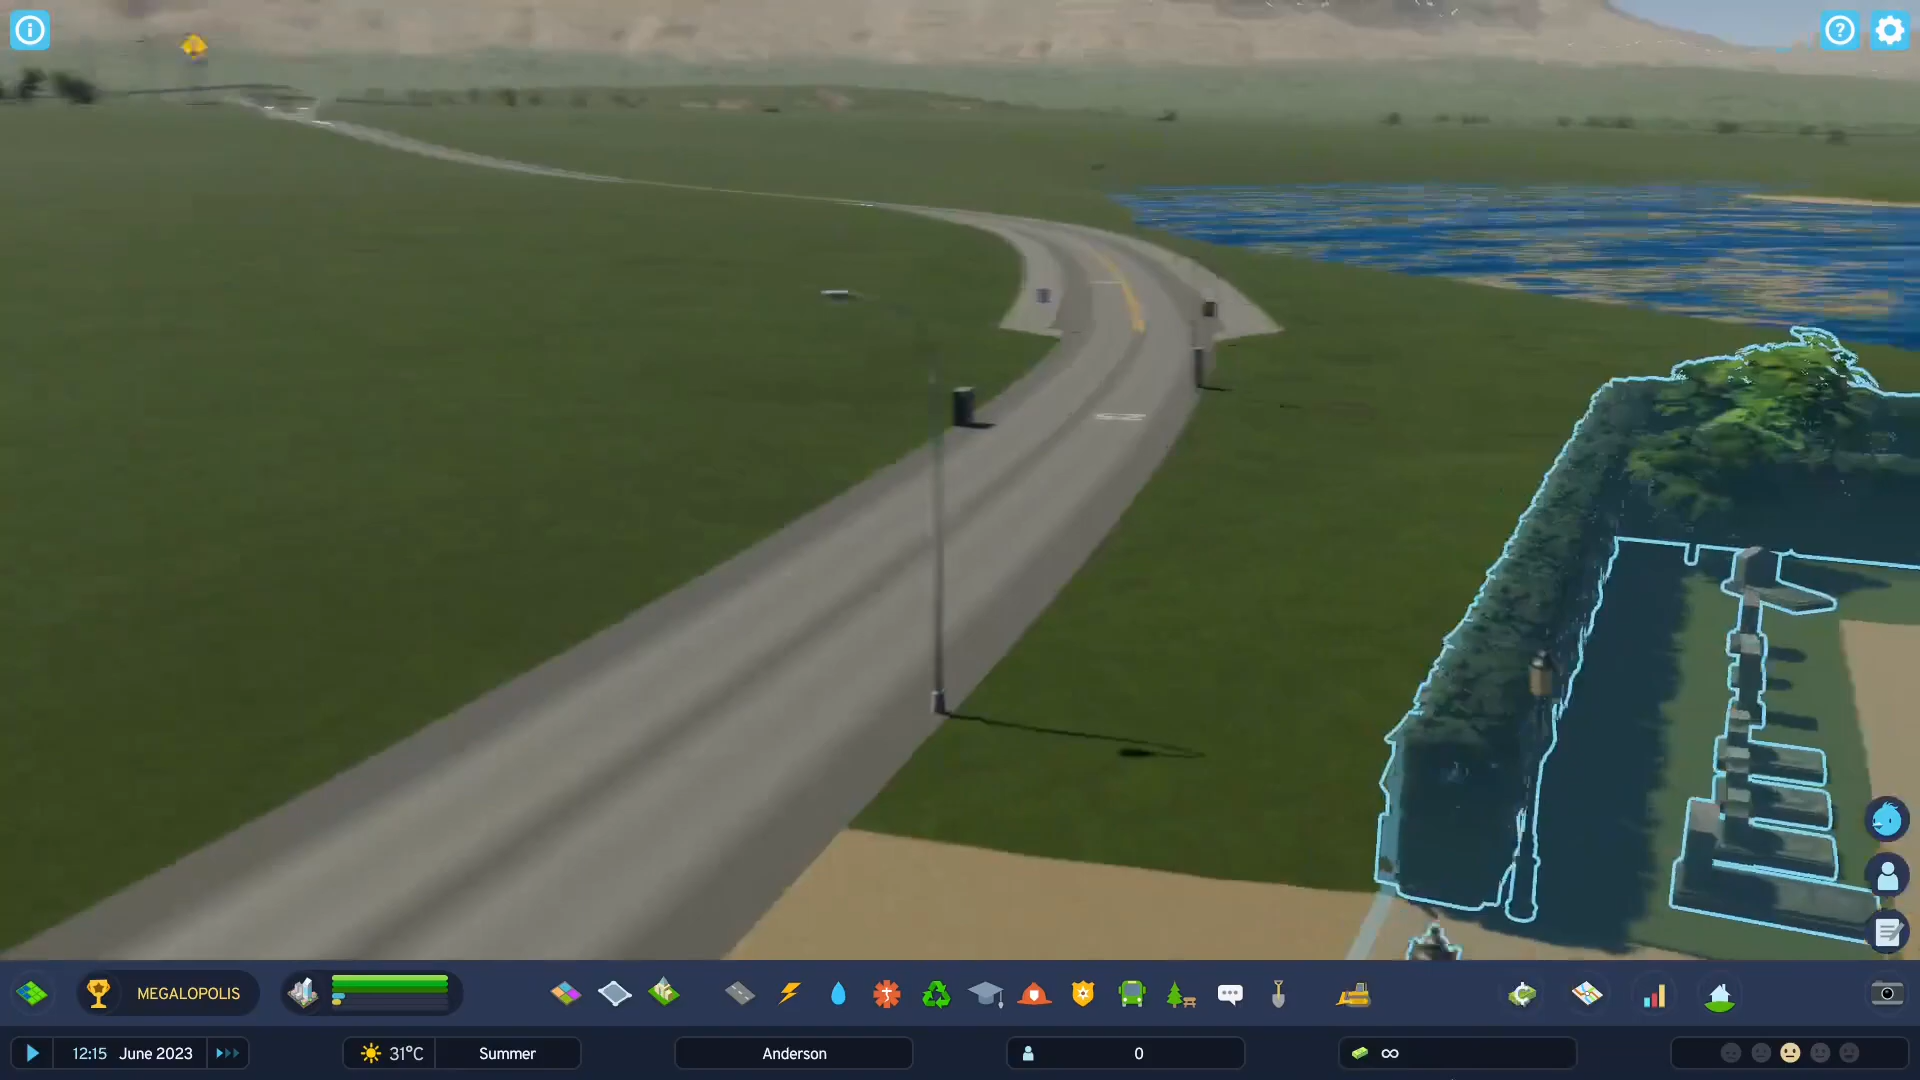 MEGALOPOLIS
12:15 June 2023
31°C
Summer
Anderson
0
∞